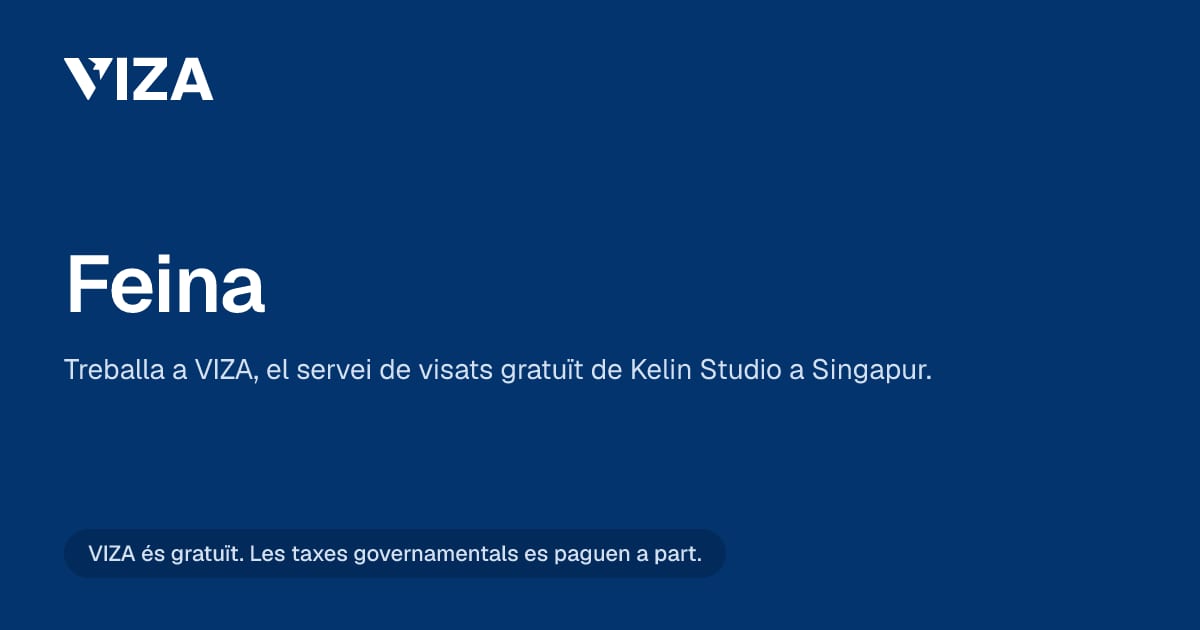 VIZA
Feina
Treballa a VIZA, el servei de visats gratuït de Kelin Studio a Singapur.
VIZA és gratuït. Les taxes governamentals es paguen a part.